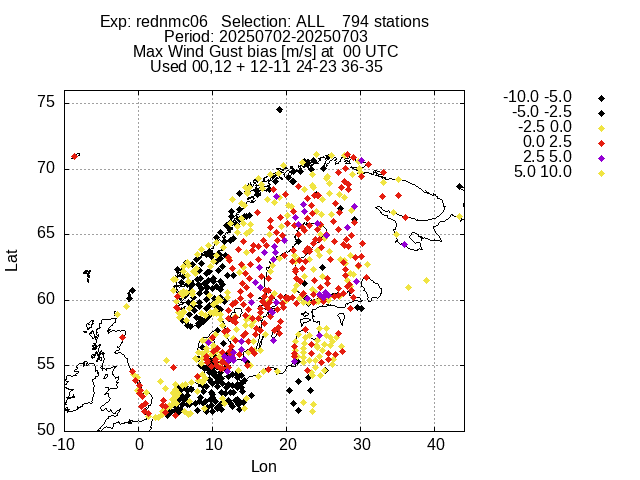 Exp: rednmc06 Selection: ALL 794 stations
Period: 20250702-20250703
Max Wind Gust bias [m/s] at 00 UTC
Used 00,12 + 12-11 24-23 36-35
-10.0 -5.0
-5.0 -2.5
-2.5 0.0
0.0 2.5
2.5 5.0
5.0 10.0
75
70
65
60
55
50
Lat
-10 0 10 20 30 40
Lon